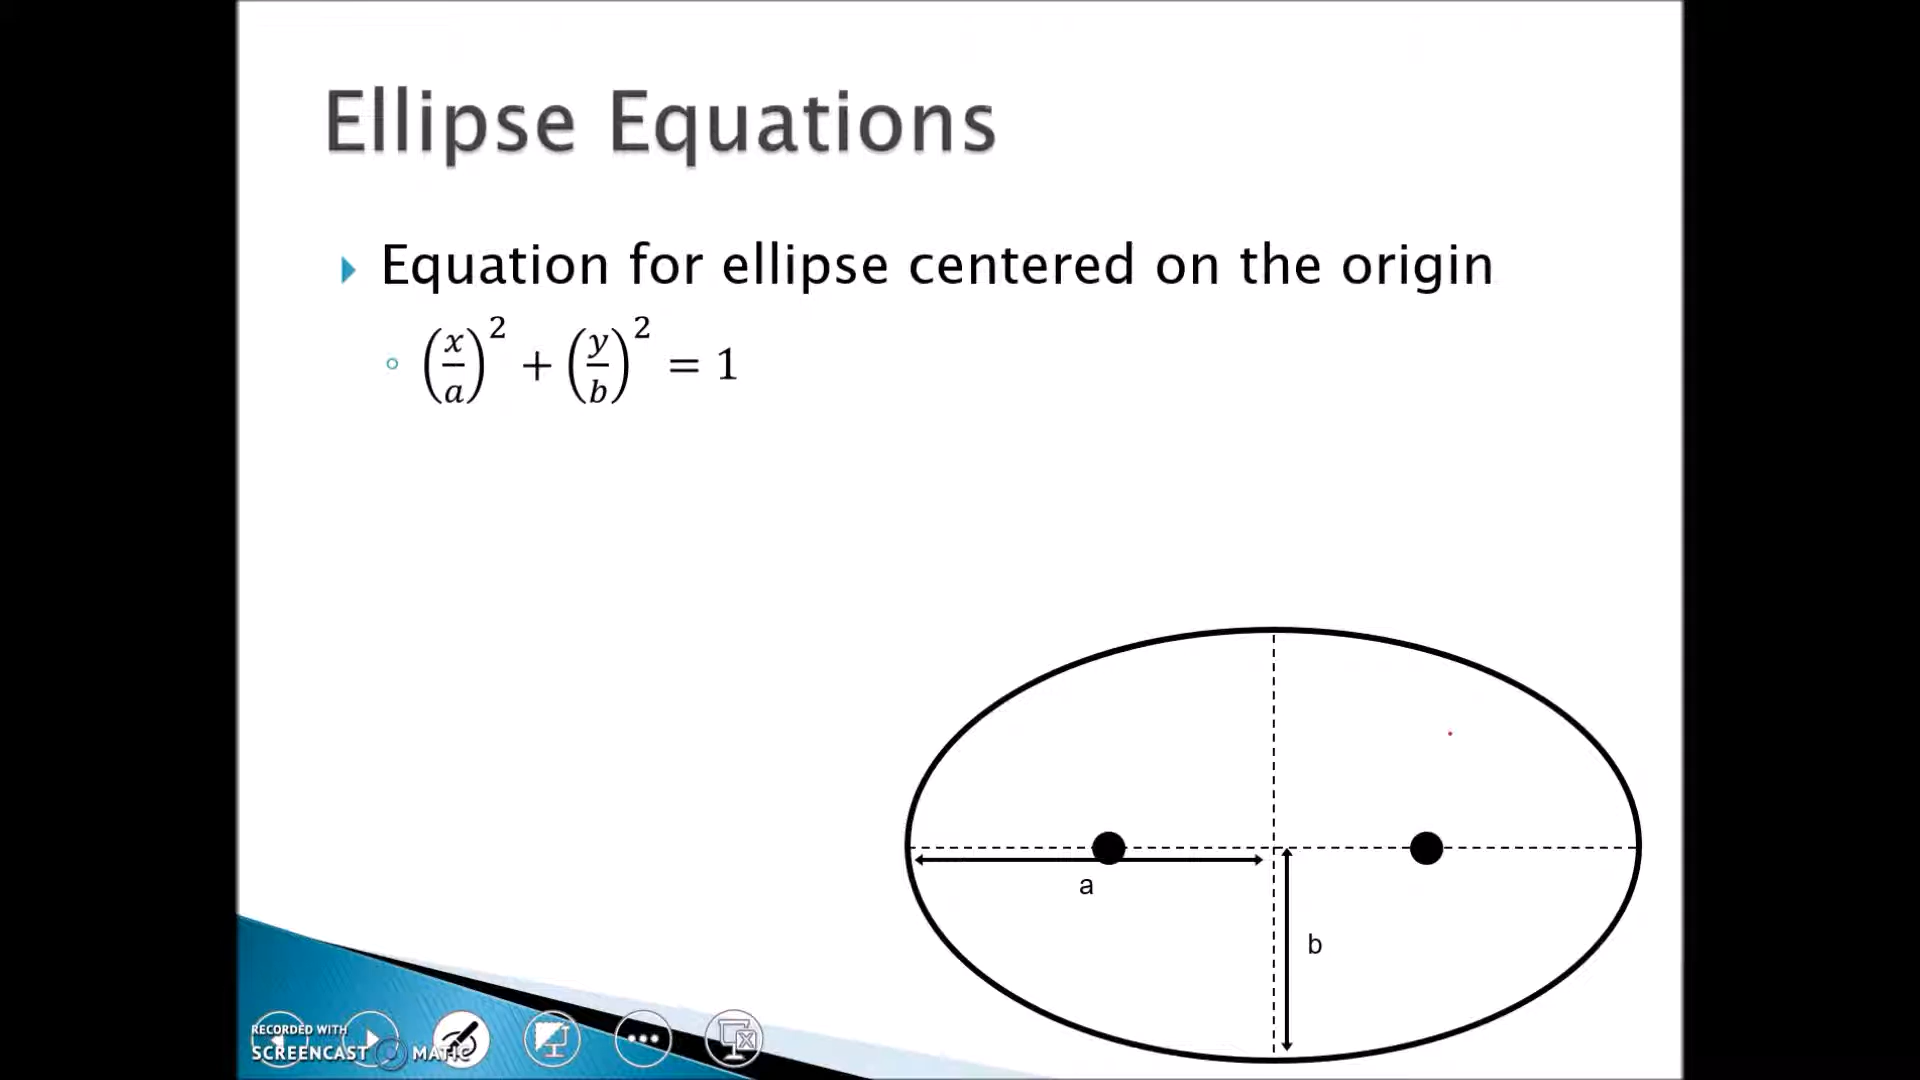 Ellipse Equations
Equation for ellipse centered on the origin
(x/a)² + (y/b)² = 1
a
b
RECORDED WITH
SCREENCAST MATIC